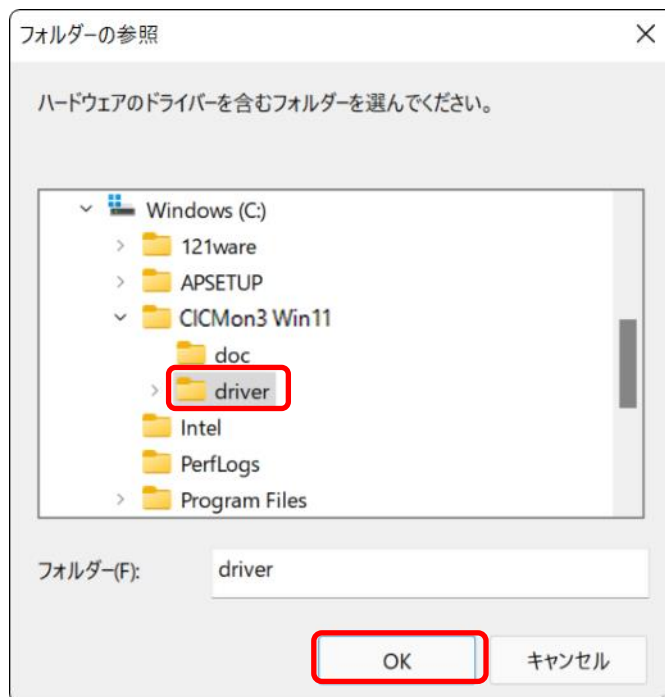 フォルダーの参照
ハードウェアのドライバーを含むフォルダーを選んでください。
Windows (C:)
121ware
APSETUP
CICMon3 Win11
doc
driver
Intel
PerfLogs
Program Files
フォルダー(F): driver
OK キャンセル